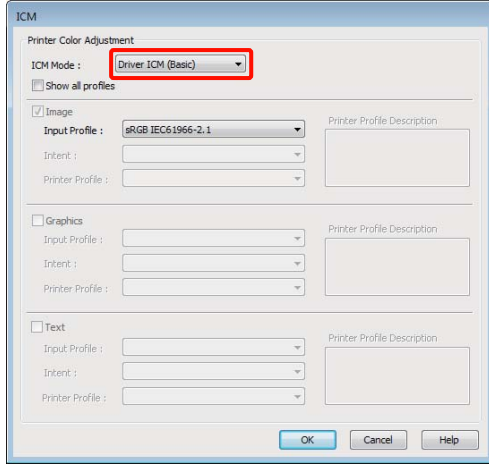 ICM
Printer Color Adjustment
ICM Mode : Driver ICM (Basic)
Show all profiles
Image
Input Profile : sRGB IEC61966-2.1 Printer Profile Description
Intent :
Printer Profile :
Graphics
Input Profile : Printer Profile Description
Intent :
Printer Profile :
Text
Input Profile : Printer Profile Description
Intent :
Printer Profile :
OK Cancel Help